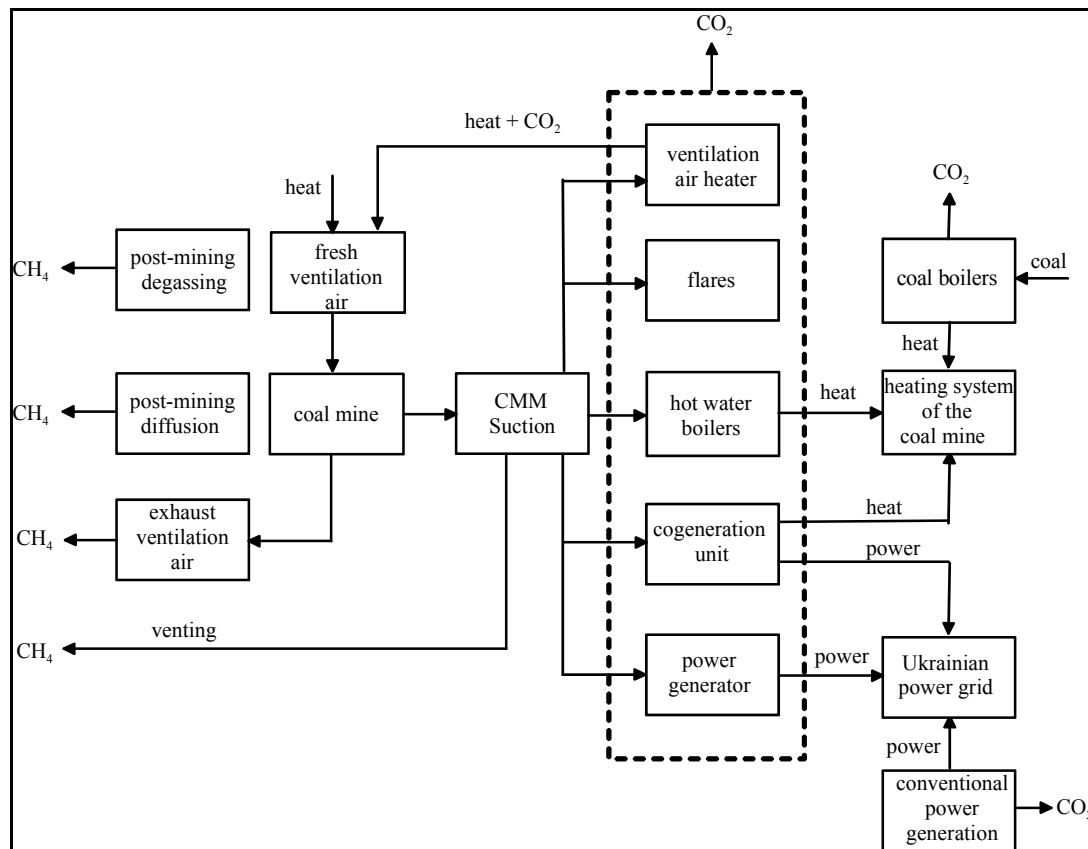 CO₂
heat + CO₂
ventilation
air heater
CO₂
heat
post-mining
degassing
fresh
ventilation
air
CH₄
flares
coal boilers
coal
heat
post-mining
diffusion
coal mine
CMM
Suction
hot water
boilers
heat
heating system
of the
coal mine
CH₄
exhaust
ventilation
air
CH₄
cogeneration
unit
heat
power
venting
CH₄
power
generator
power
Ukrainian
power grid
power
conventional
power
generation
CO₂